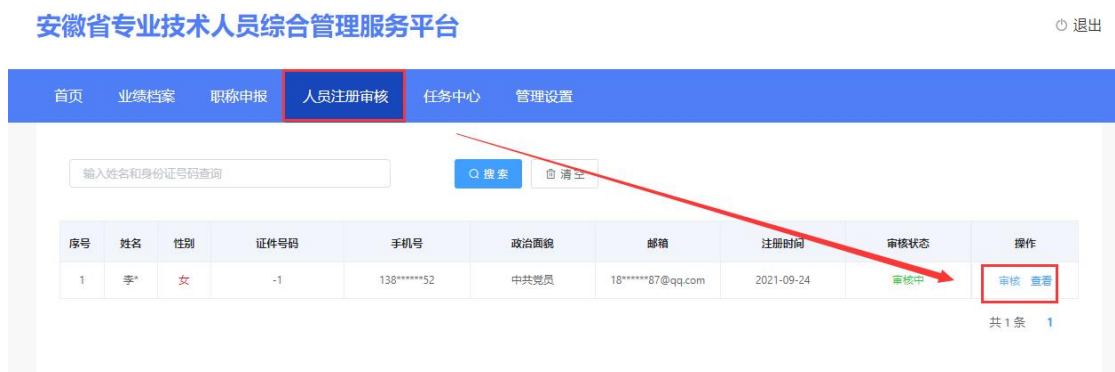 安徽省专业技术人员综合管理服务平台
退出
首页 业绩档案 职称申报 人员注册审核 任务中心 管理设置
输入姓名和身份证号码查询 搜索 清空
序号 姓名 性别 证件号码 手机号 政治面貌 邮箱 注册时间 审核状态 操作
1 李* 女 -1 138******52 中共党员 18******87@qq.com 2021-09-24 审核中 审核 查看
共1条 1